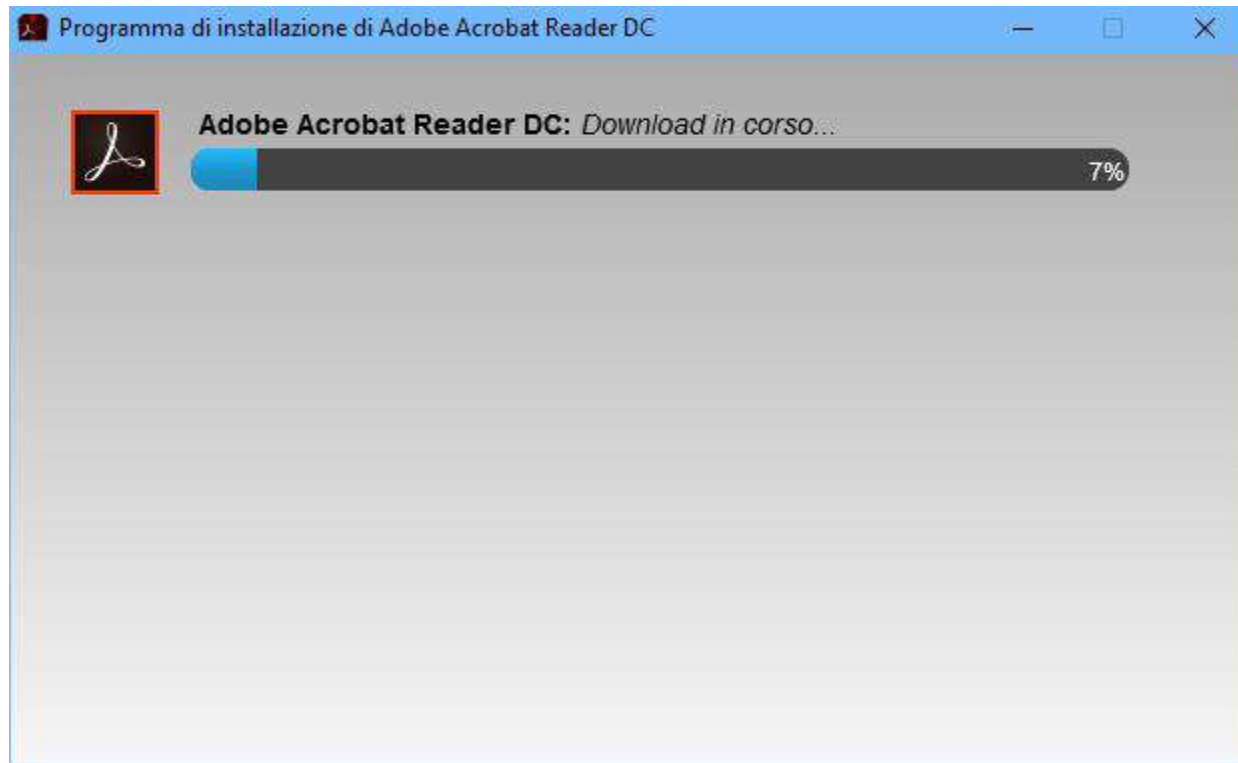 Programma di installazione di Adobe Acrobat Reader DC
Adobe Acrobat Reader DC: Download in corso...
7%